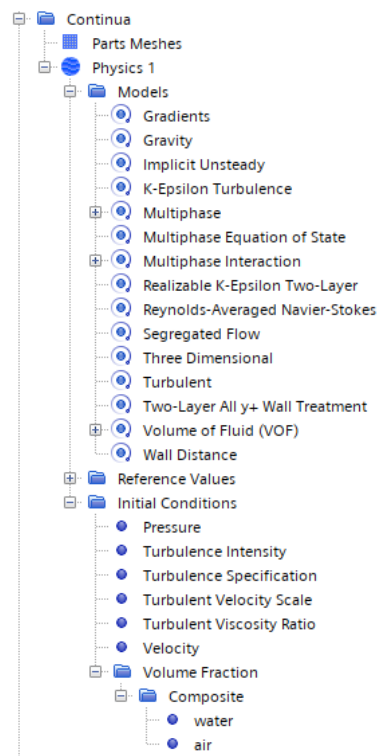 Continua
Parts Meshes
Physics 1
Models
Gradients
Gravity
Implicit Unsteady
K-Epsilon Turbulence
Multiphase
Multiphase Equation of State
Multiphase Interaction
Realizable K-Epsilon Two-Layer
Reynolds-Averaged Navier-Stokes
Segregated Flow
Three Dimensional
Turbulent
Two-Layer All y+ Wall Treatment
Volume of Fluid (VOF)
Wall Distance
Reference Values
Initial Conditions
Pressure
Turbulence Intensity
Turbulence Specification
Turbulent Velocity Scale
Turbulent Viscosity Ratio
Velocity
Volume Fraction
Composite
water
air